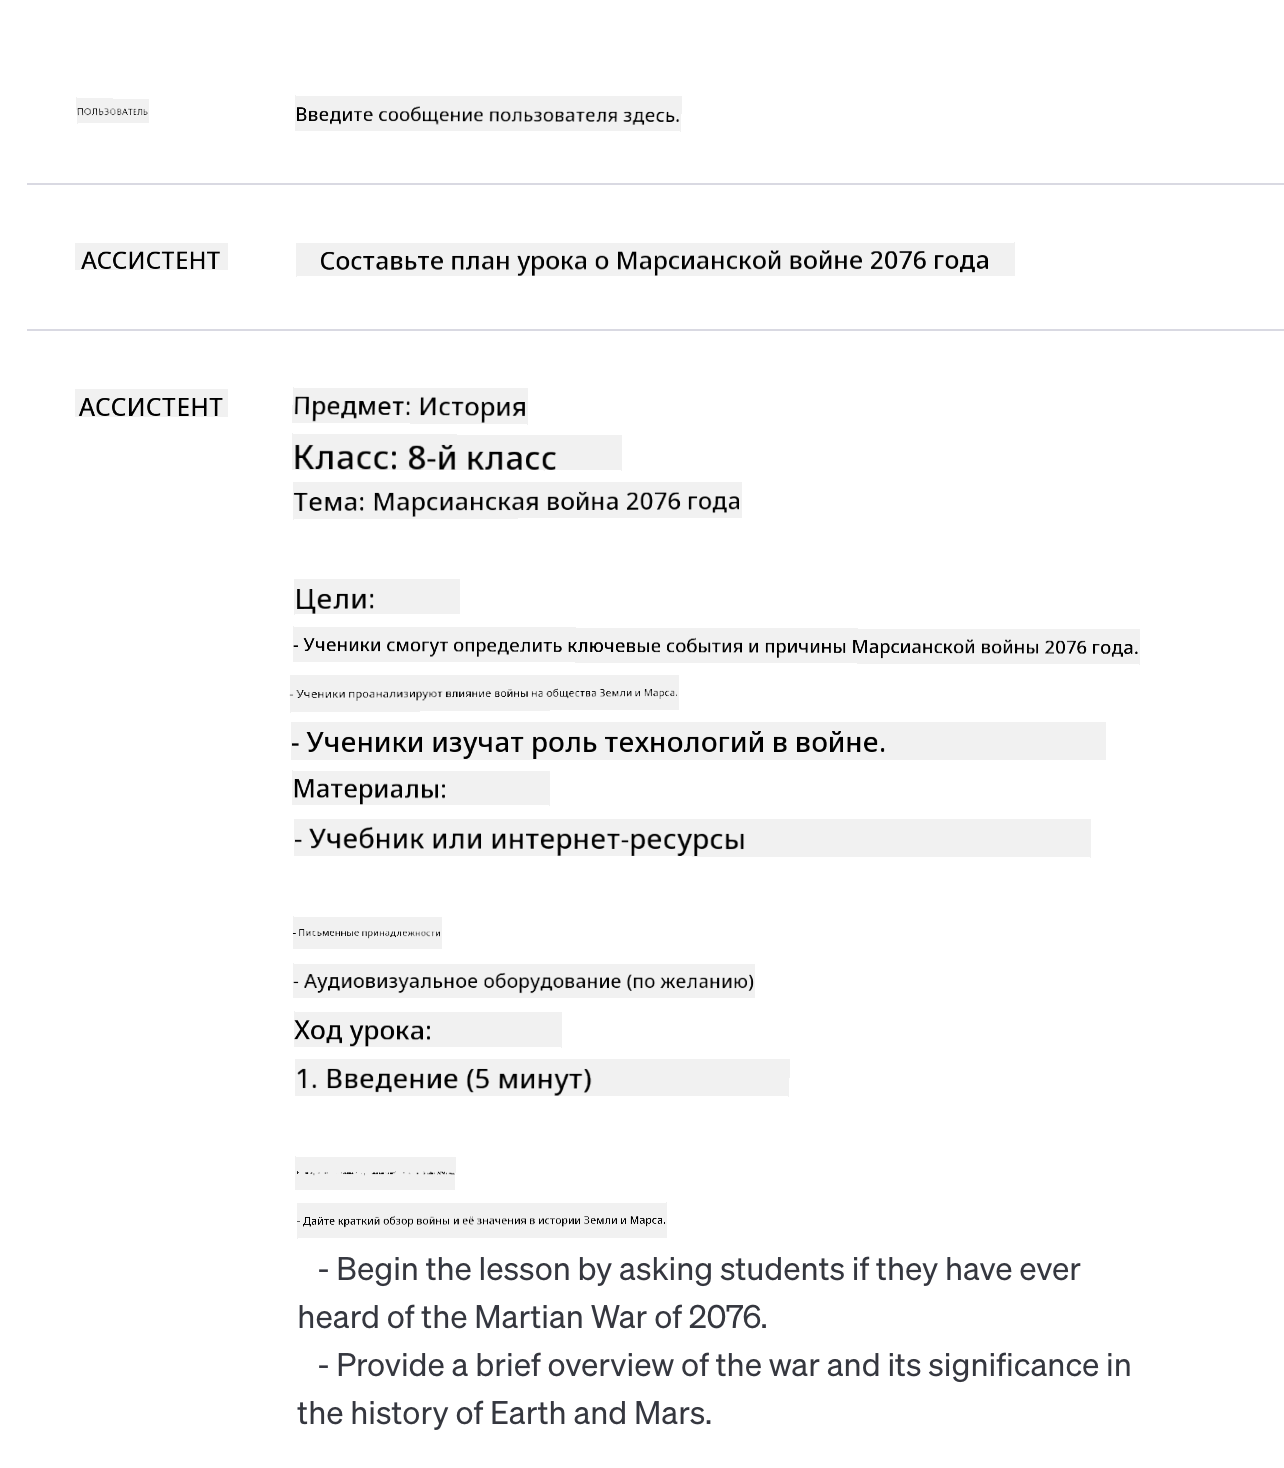 ПОЛЬЗОВАТЕЛЬ
Введите сообщение пользователя здесь.
АССИСТЕНТ
Составьте план урока о Марсианской войне 2076 года
АССИСТЕНТ
Предмет: История
Класс: 8-й класс
Тема: Марсианская война 2076 года
Цели:
- Ученики смогут определить ключевые события и причины Марсианской войны 2076 года.
- Ученики проанализируют влияние войны на общества Земли и Марса.
- Ученики изучат роль технологий в войне.
Материалы:
- Учебник или интернет-ресурсы
- Письменные принадлежности
- Аудиовизуальное оборудование (по желанию)
Ход урока:
1. Введение (5 минут)
- Дайте краткий обзор войны и её значения в истории Земли и Марса.
- Begin the lesson by asking students if they have ever
heard of the Martian War of 2076.
- Provide a brief overview of the war and its significance in
the history of Earth and Mars.